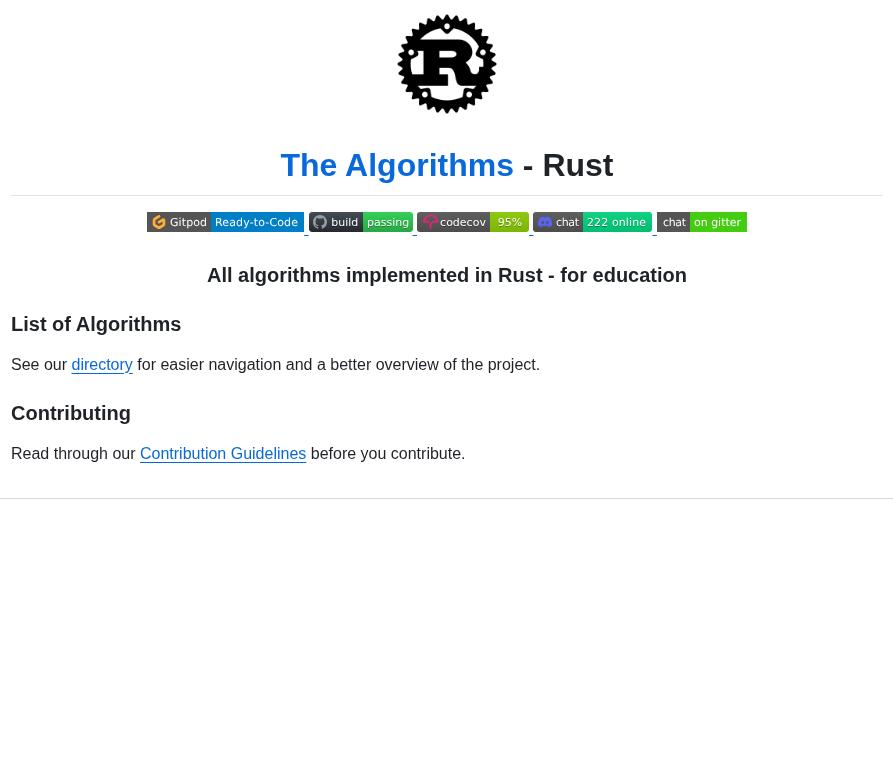 R
The Algorithms - Rust
Gitpod Ready-to-Code build passing codecov 95% chat 222 online chat on gitter
All algorithms implemented in Rust - for education
List of Algorithms
See our directory for easier navigation and a better overview of the project.
Contributing
Read through our Contribution Guidelines before you contribute.